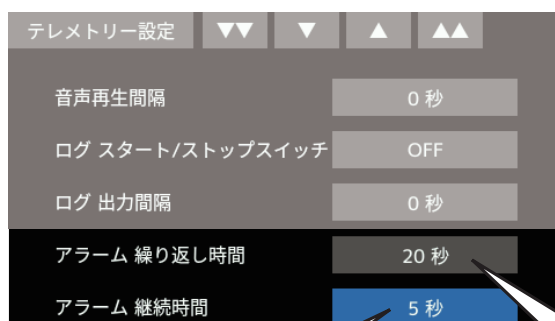 テレメトリー設定 ▼▼ ▼ ▲ ▲▲
音声再生間隔 0 秒
ログ スタート/ストップスイッチ OFF
ログ 出力間隔 0 秒
アラーム 繰り返し時間 20 秒
アラーム 継続時間 5 秒